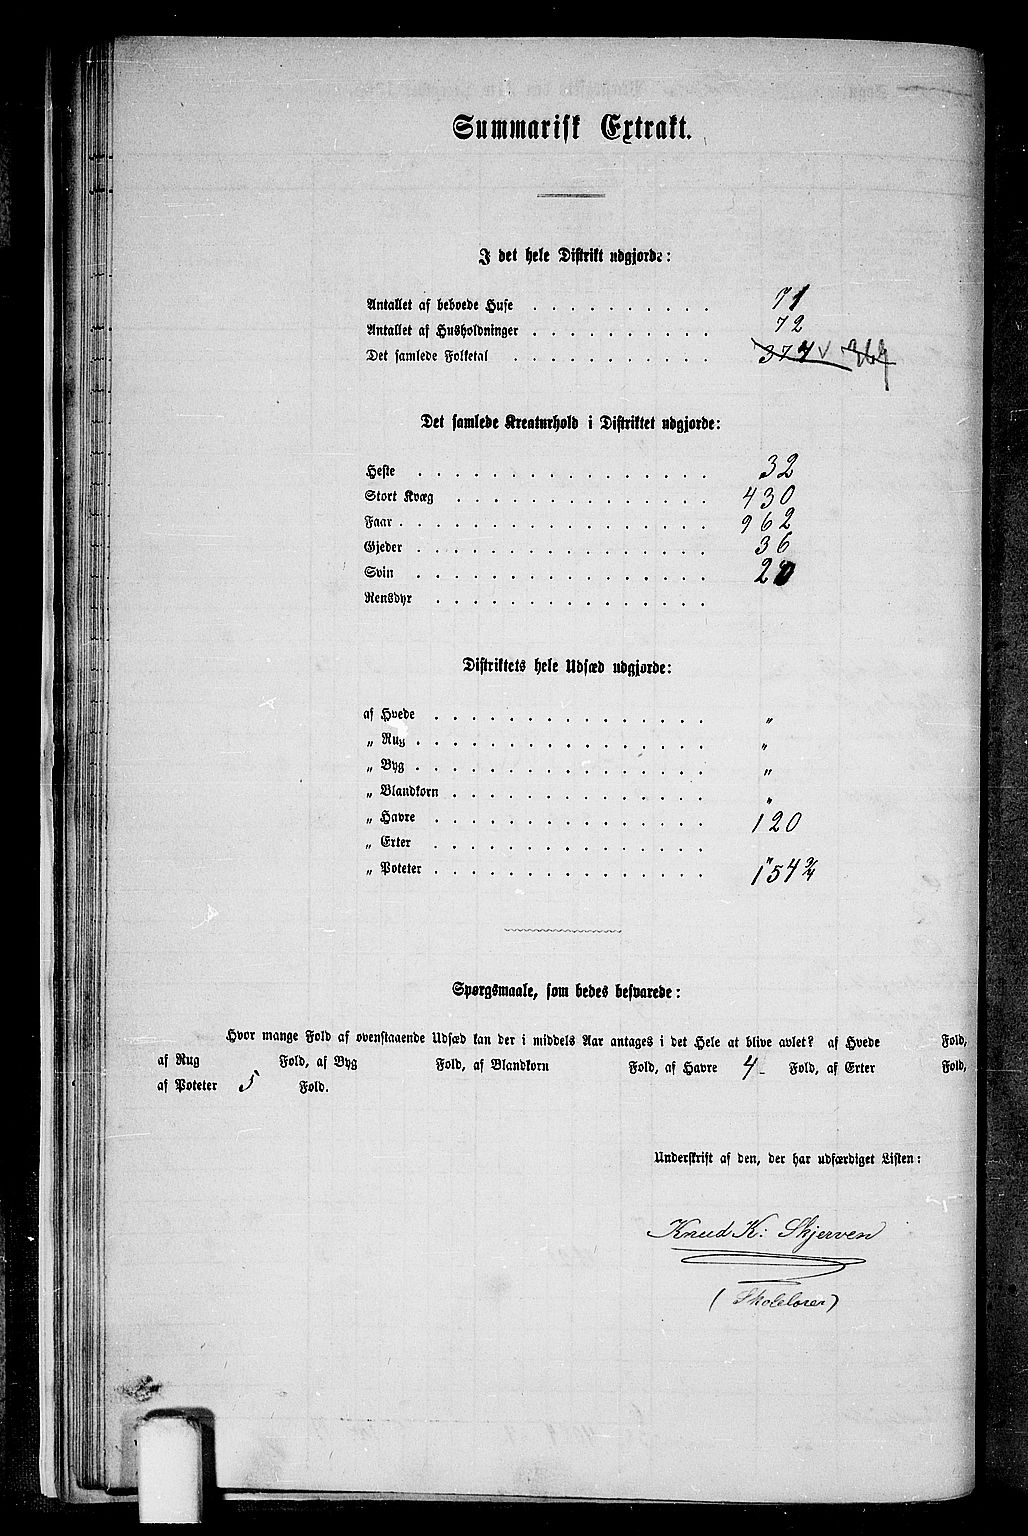 Summarisk Extrakt.
I det hele Distrikt udgjorde:
Antallet af beboede Huse . . . . . . . . . . 71
Antallet af Husholdninger . . . . . . . . . . 72
Det samlede Folketal . . . . . . . . . . . 377 369
Det samlede Kreaturhold i Distriktet udgjorde:
Heste . . . . . . . . . . . . . . . . 32
Stort Kvæg . . . . . . . . . . . . . . 430
Faar . . . . . . . . . . . . . . . . . 962
Gjeder . . . . . . . . . . . . . . . . 36
Svin . . . . . . . . . . . . . . . . 20
Rensdyr . . . . . . . . . . . . . . .
Distriktets hele Udsæd udgjorde:
af Hvede . . . . . . . . . . . . . . . „
„ Rug . . . . . . . . . . . . . . . . „
„ Byg . . . . . . . . . . . . . . . . „
„ Blandkorn . . . . . . . . . . . . . . „
„ Havre . . . . . . . . . . . . . . . 120
„ Erter . . . . . . . . . . . . . . . „
„ Poteter . . . . . . . . . . . . . . . 154 2/4
Spørgsmaale, som bedes besvarede:
Hvor mange Fold af ovenstaaende Udsæd kan der i middels Aar antages i det Hele at blive avlet? af Hvede Fold,
af Rug Fold, af Byg Fold, af Blandkorn Fold, af Havre 4 Fold, af Erter Fold,
af Poteter 5 Fold.
Underskrift af den, der har udfærdiget Listen:
Knud K: Skjerven
(Skolelærer)